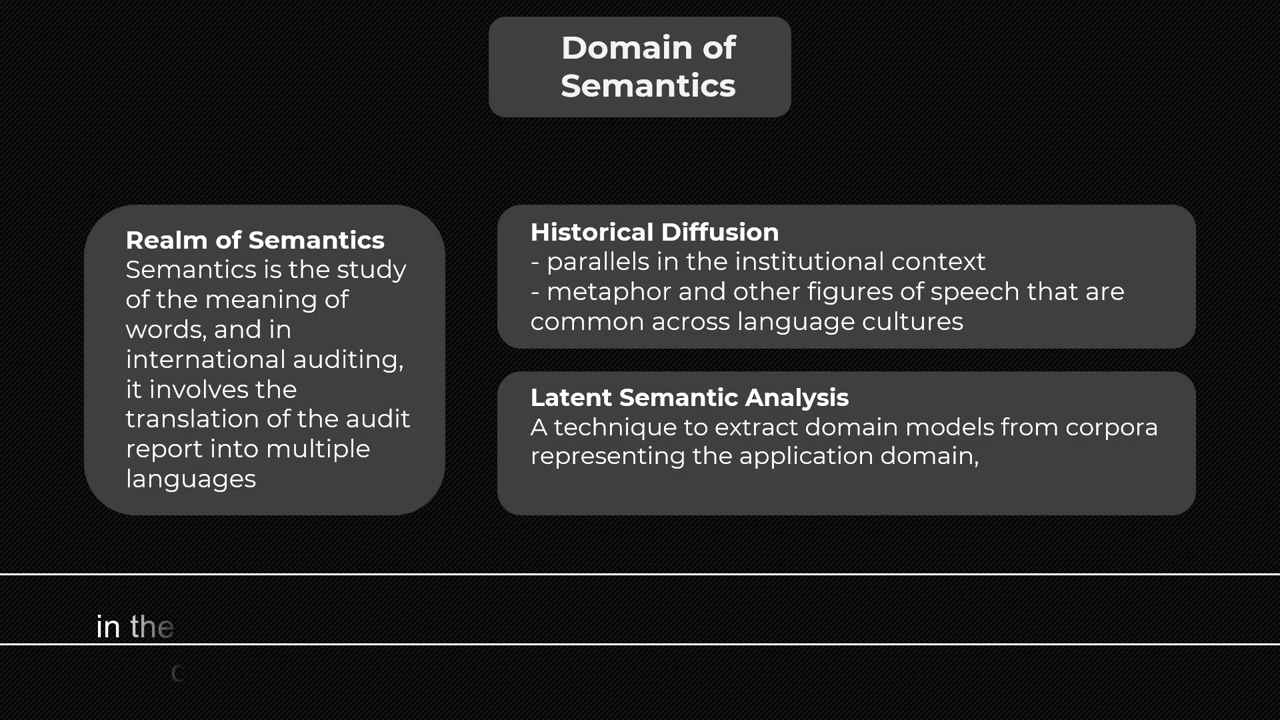 Domain of
Semantics
Realm of Semantics
Semantics is the study
of the meaning of
words, and in
international auditing,
it involves the
translation of the audit
report into multiple
languages
Historical Diffusion
- parallels in the institutional context
- metaphor and other figures of speech that are
common across language cultures
Latent Semantic Analysis
A technique to extract domain models from corpora
representing the application domain,
in the